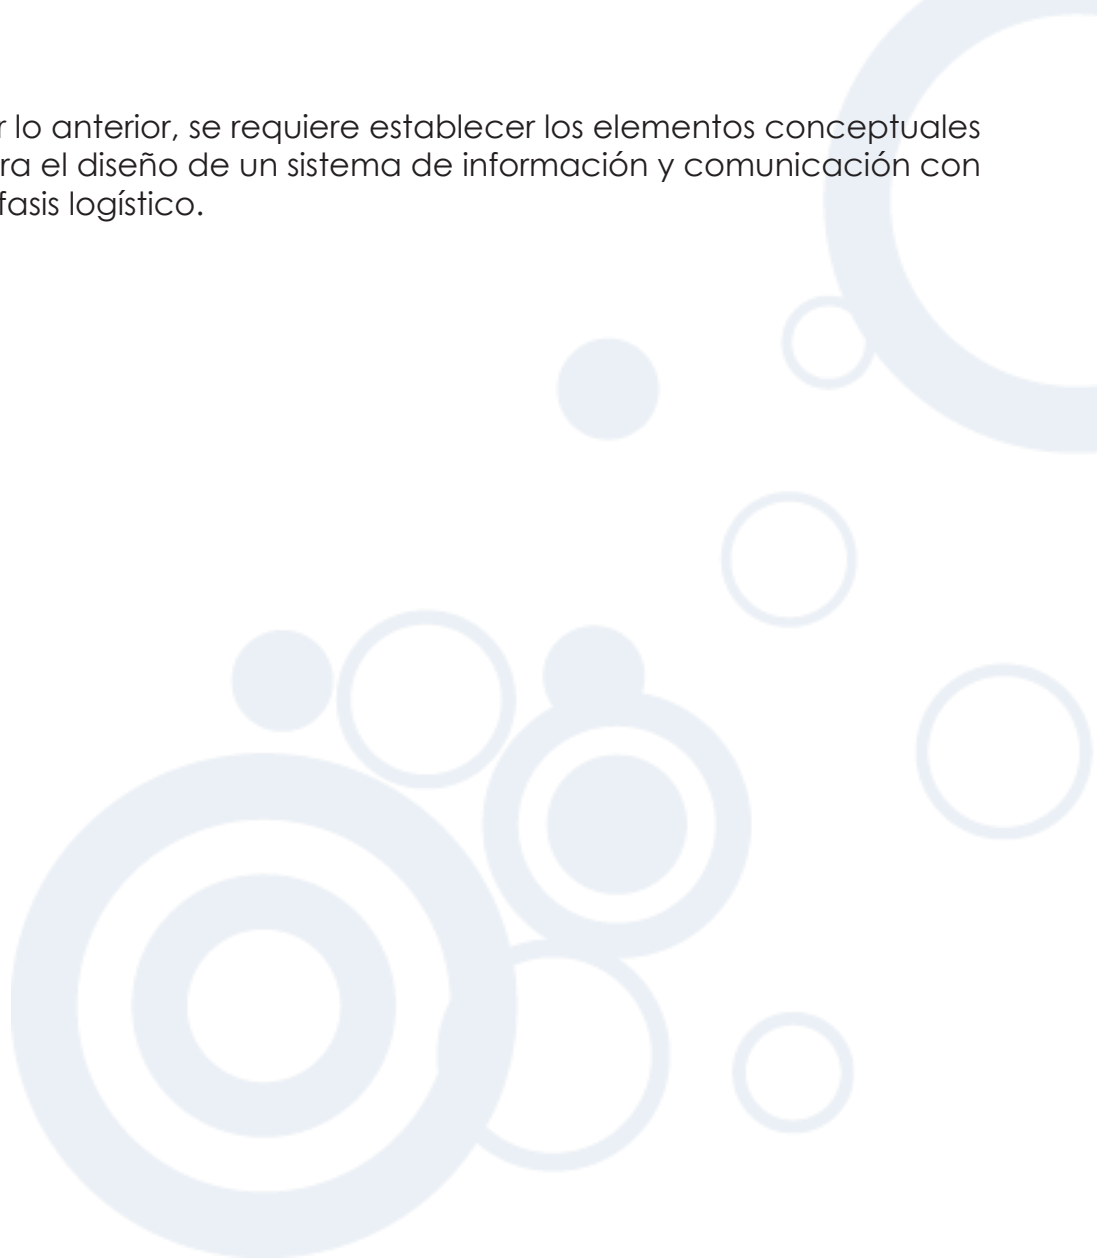 r lo anterior, se requiere establecer los elementos conceptuales
ra el diseño de un sistema de información y comunicación con
fasis logístico.